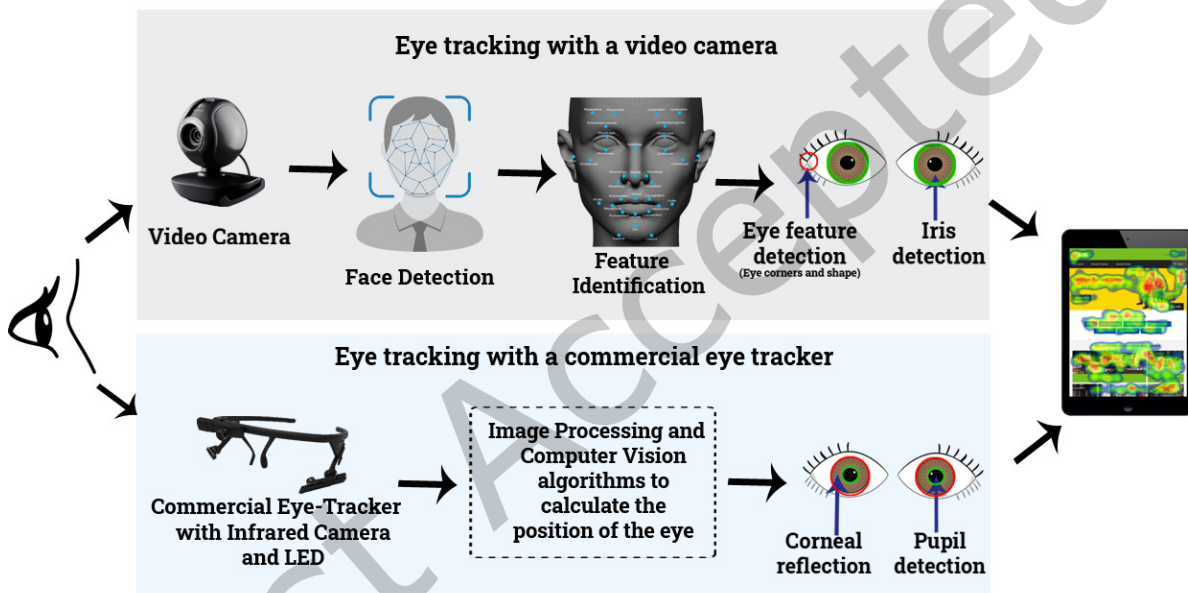 Eye tracking with a video camera
Video Camera
Face Detection
Feature
Identification
Eye feature
detection
(Eye corners and shape)
Iris
detection
Eye tracking with a commercial eye tracker
Commercial Eye-Tracker
with Infrared Camera
and LED
Image Processing and
Computer Vision
algorithms to
calculate the
position of the eye
Corneal
reflection
Pupil
detection
st Accepted